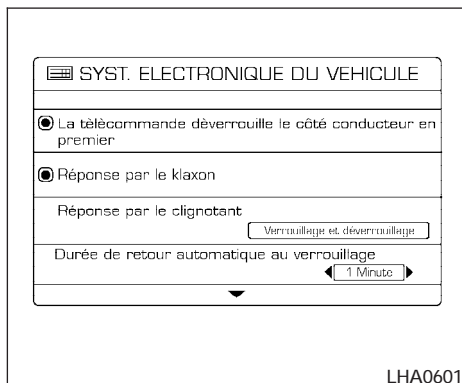 SYST. ELECTRONIQUE DU VEHICULE
La tèlècommande dèverrouille le côté conducteur en
premier
Réponse par le klaxon
Réponse par le clignotant
Verrouillage et déverrouillage
Durée de retour automatique au verrouillage
1 Minute
LHA0601